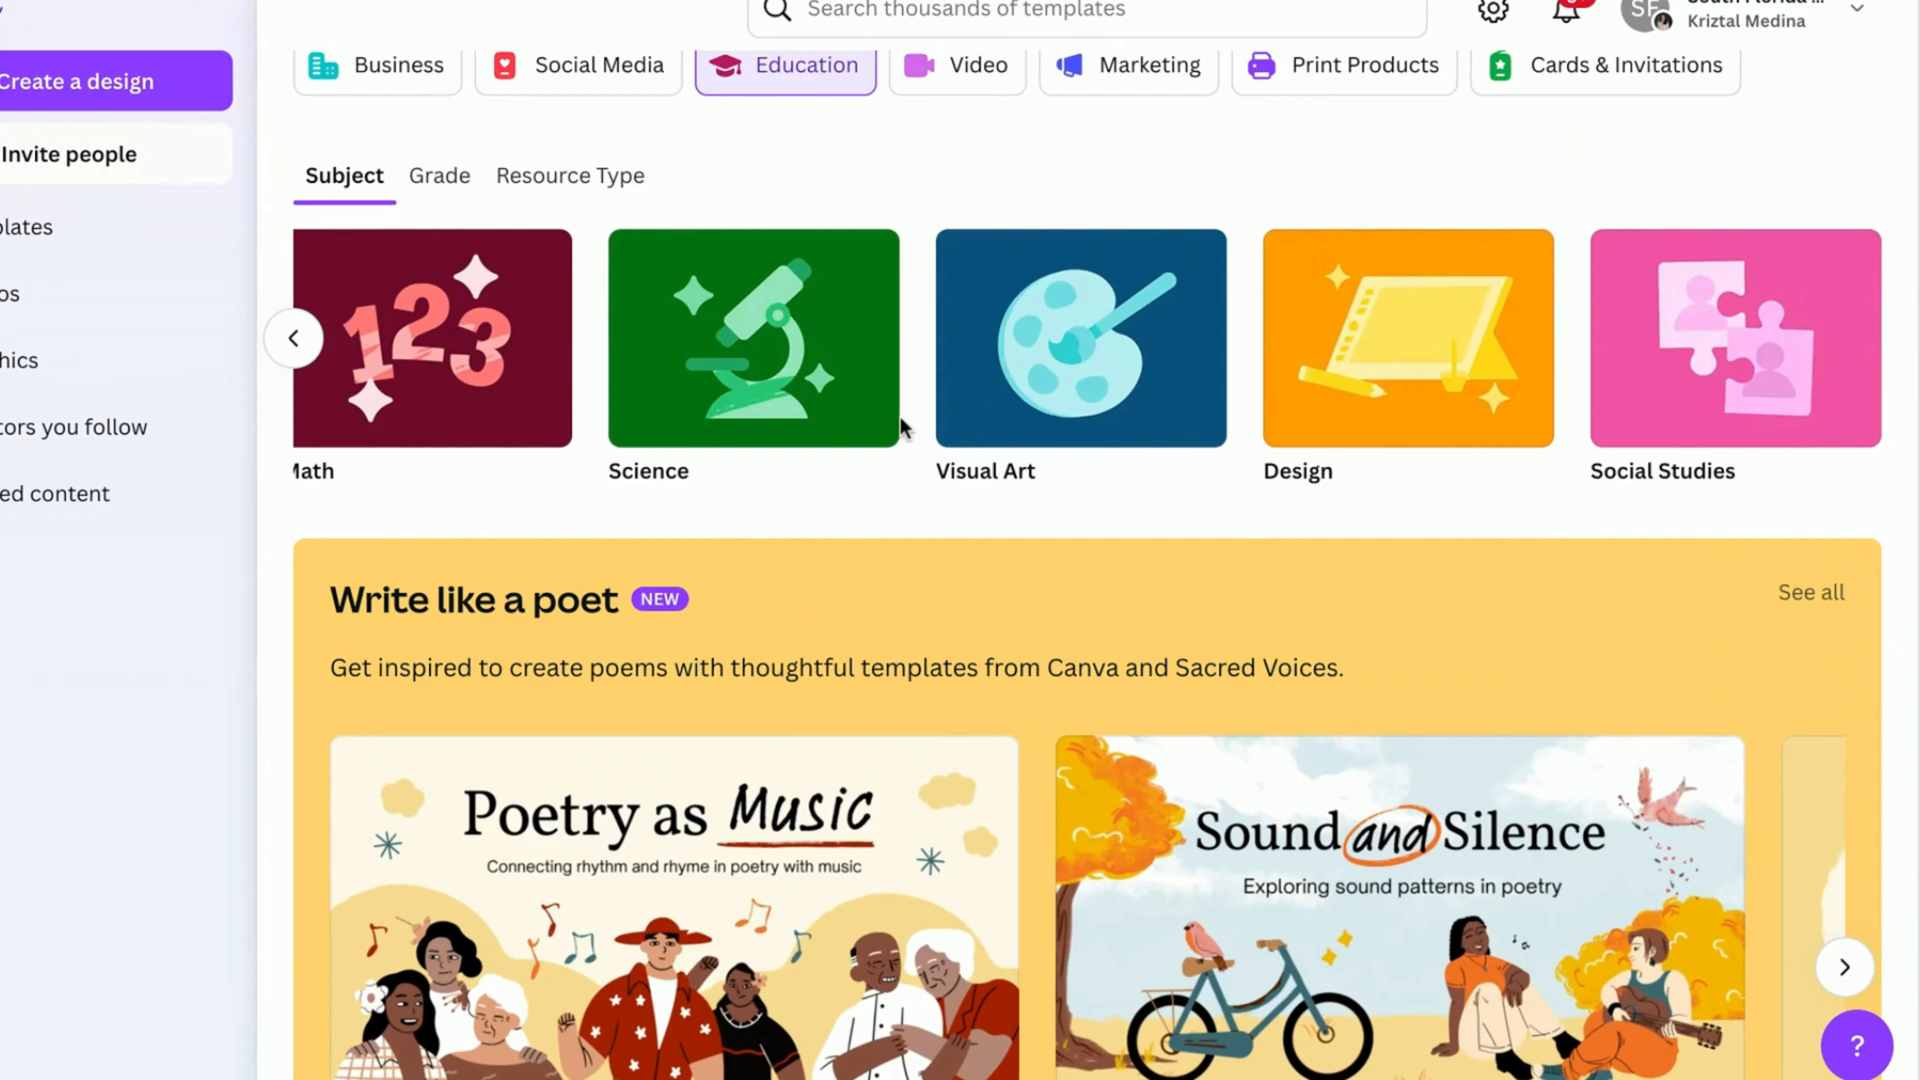 Search thousands of templates
Kriztal Medina
Create a design
Business
Social Media
Education
Video
Marketing
Print Products
Cards & Invitations
Invite people
Subject
Grade
Resource Type
lates
os
hics
tors you follow
ed content
123
ath
Science
Visual Art
Design
Social Studies
Write like a poet NEW
See all
Get inspired to create poems with thoughtful templates from Canva and Sacred Voices.
Poetry as Music
Connecting rhythm and rhyme in poetry with music
Sound and Silence
Exploring sound patterns in poetry
?